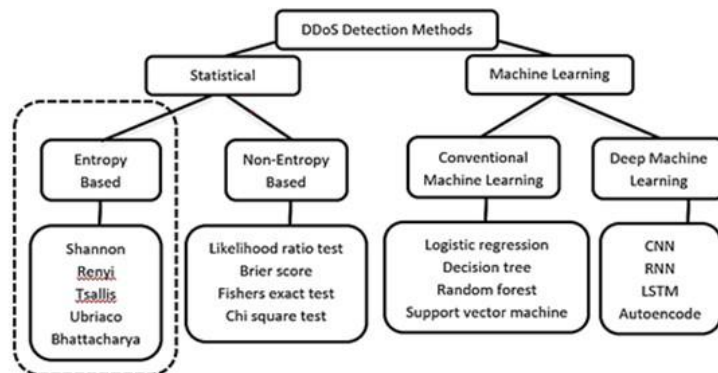 DDoS Detection Methods
Statistical
Machine Learning
Entropy
Based
Non-Entropy
Based
Conventional
Machine Learning
Deep Machine
Learning
Shannon
Renyi
Tsallis
Ubriaco
Bhattacharya
Likelihood ratio test
Brier score
Fishers exact test
Chi square test
Logistic regression
Decision tree
Random forest
Support vector machine
CNN
RNN
LSTM
Autoencode